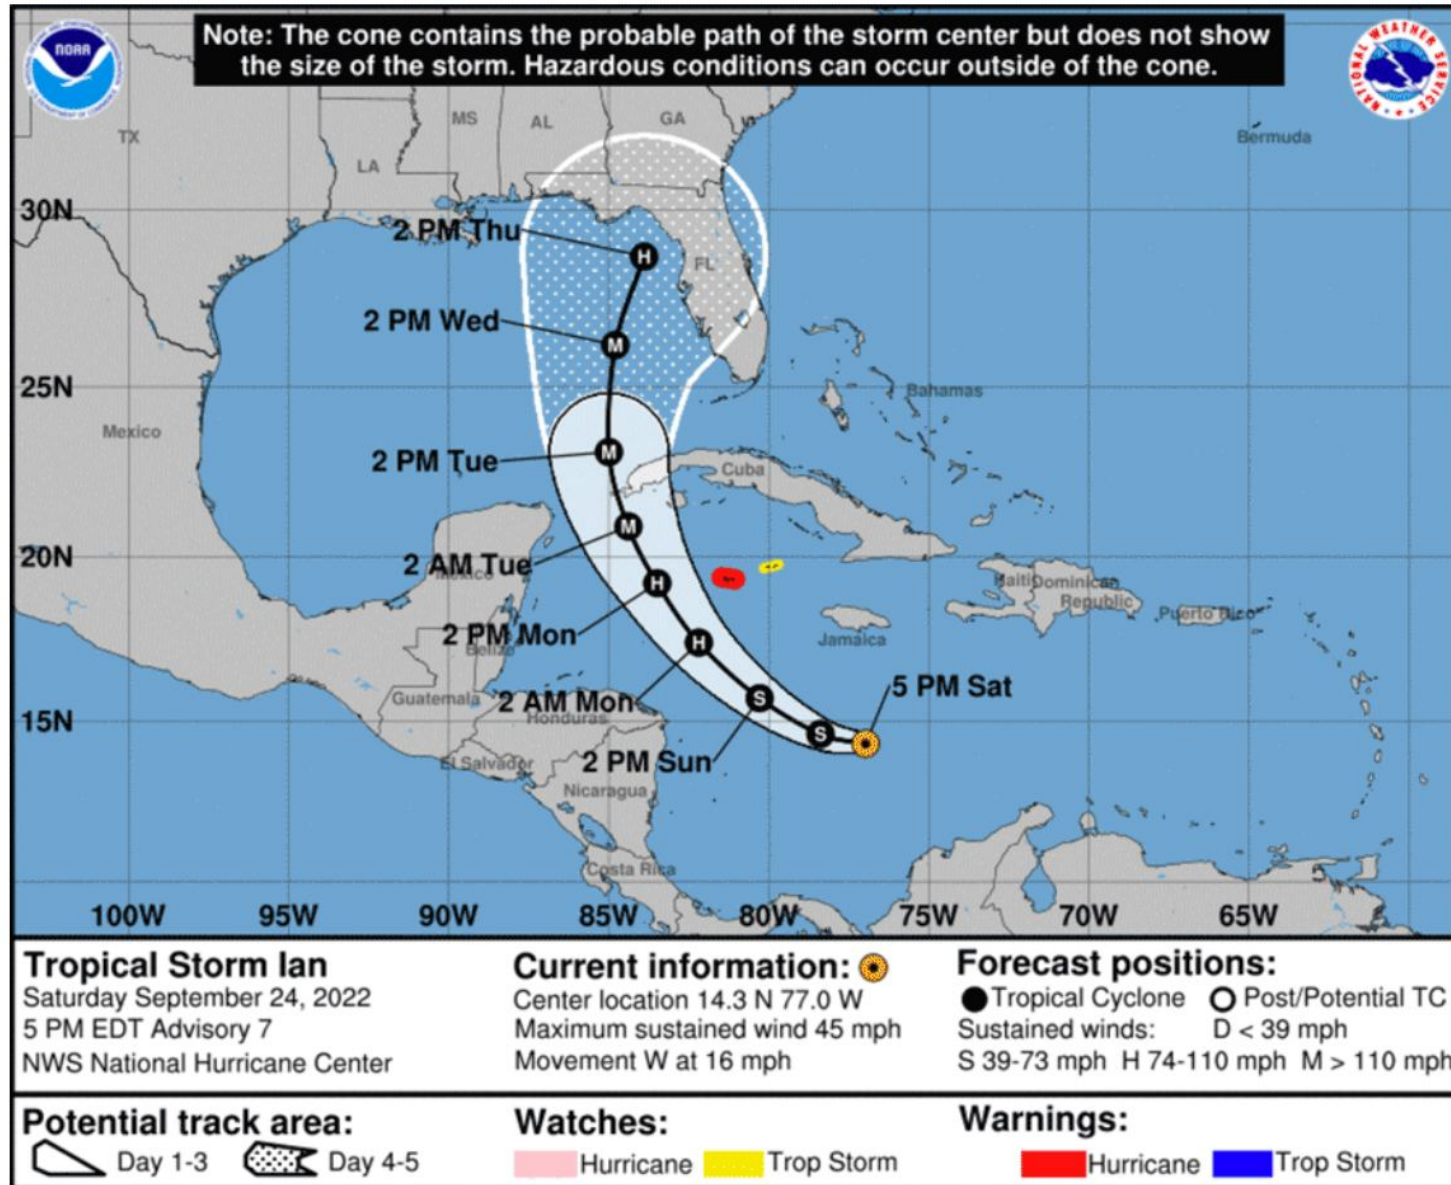 Note: The cone contains the probable path of the storm center but does not show
the size of the storm. Hazardous conditions can occur outside of the cone.
NOAA
NATIONAL WEATHER SERVICE
TX
MS
AL
GA
LA
Bermuda
30N
2 PM Thu
H
FL
2 PM Wed
M
25N
Bahamas
Mexico
2 PM Tue
M
Cuba
M
20N
2 AM Tue
Mexico
H
Haiti
Dominican
Republic
Puerto Rico
2 PM Mon
H
Jamaica
Belize
Guatemala
2 AM Mon
S
5 PM Sat
15N
Honduras
S
El Salvador
2 PM Sun
Nicaragua
Costa Rica
100W 95W 90W 85W 80W 75W 70W 65W
Tropical Storm Ian
Saturday September 24, 2022
5 PM EDT Advisory 7
NWS National Hurricane Center
Current information:
Center location 14.3 N 77.0 W
Maximum sustained wind 45 mph
Movement W at 16 mph
Forecast positions:
Tropical Cyclone Post/Potential TC
Sustained winds: D < 39 mph
S 39-73 mph H 74-110 mph M > 110 mph
Potential track area:
Day 1-3 Day 4-5
Watches:
Hurricane Trop Storm
Warnings:
Hurricane Trop Storm